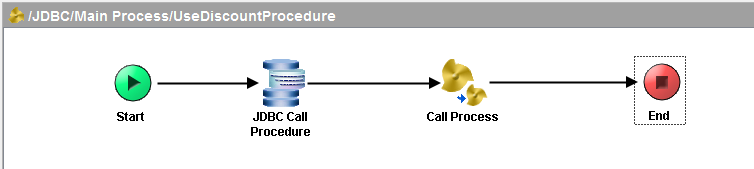 /JDBC/Main Process/UseDiscountProcedure
Start
JDBC Call
Procedure
Call Process
End